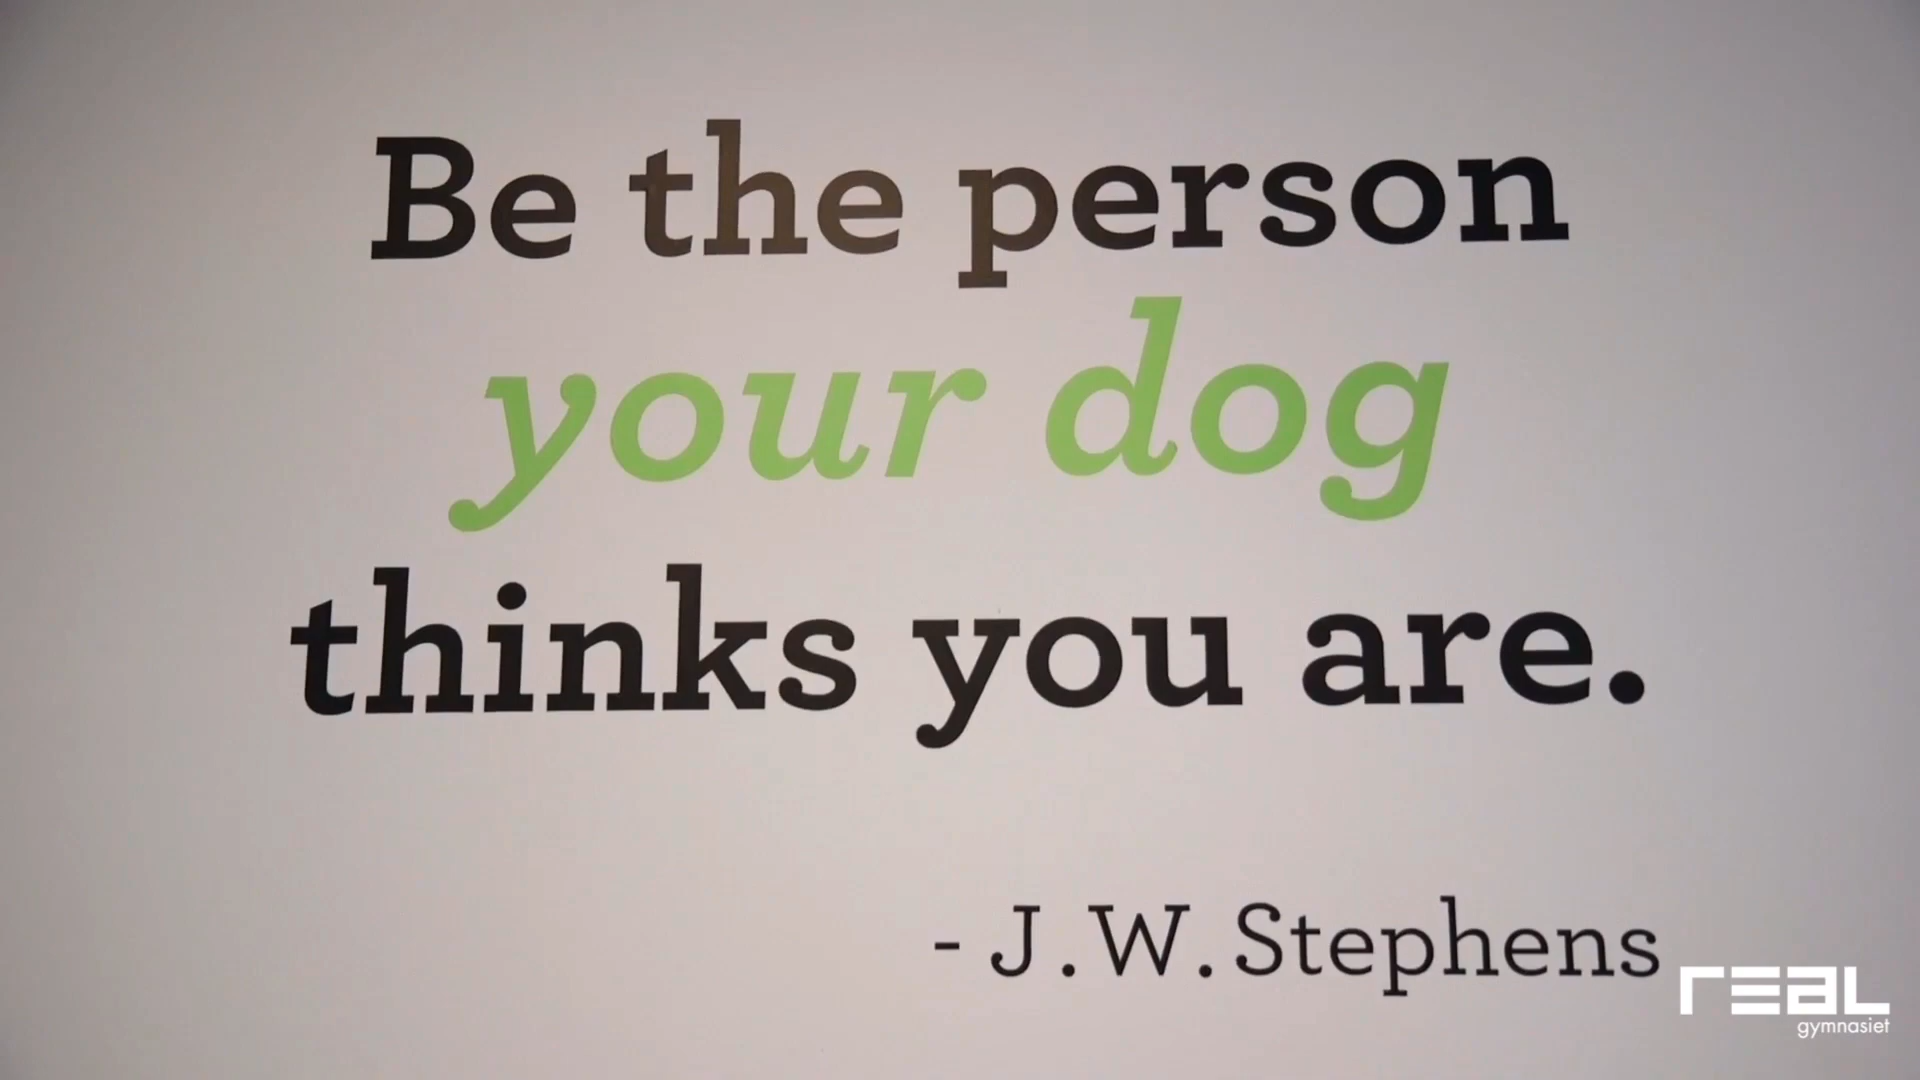 Be the person
your dog
thinks you are.
- J.W. Stephens
REAL
gymnasiet